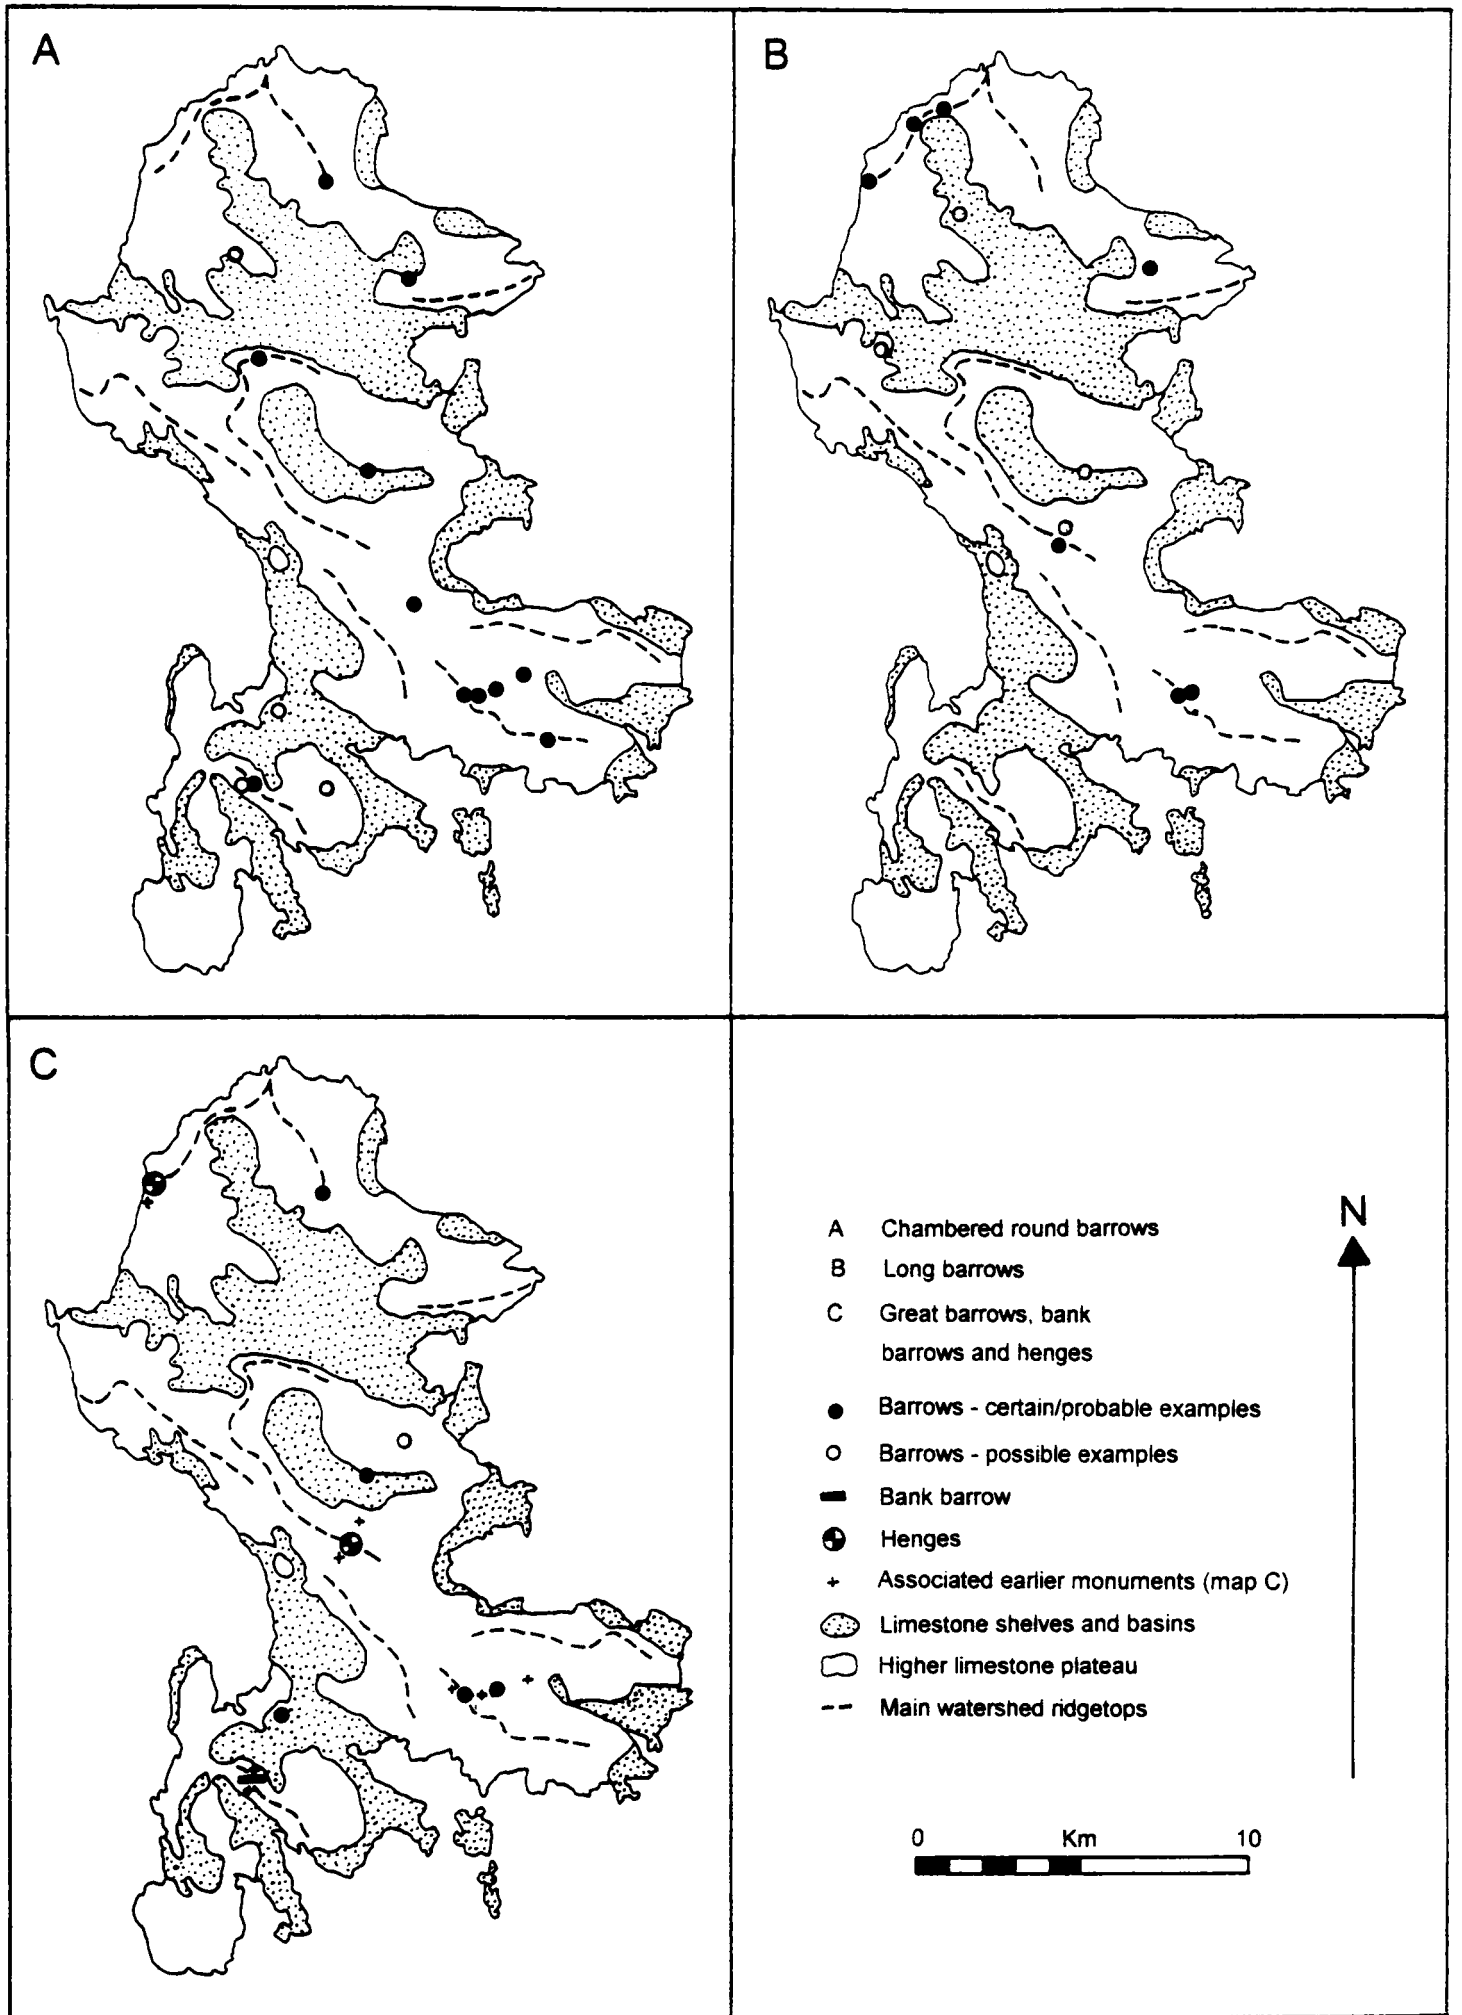 A
B
C
A Chambered round barrows
B Long barrows
C Great barrows, bank
barrows and henges
Barrows - certain/probable examples
Barrows - possible examples
Bank barrow
Henges
Associated earlier monuments (map C)
Limestone shelves and basins
Higher limestone plateau
Main watershed ridgetops
N
0 Km 10